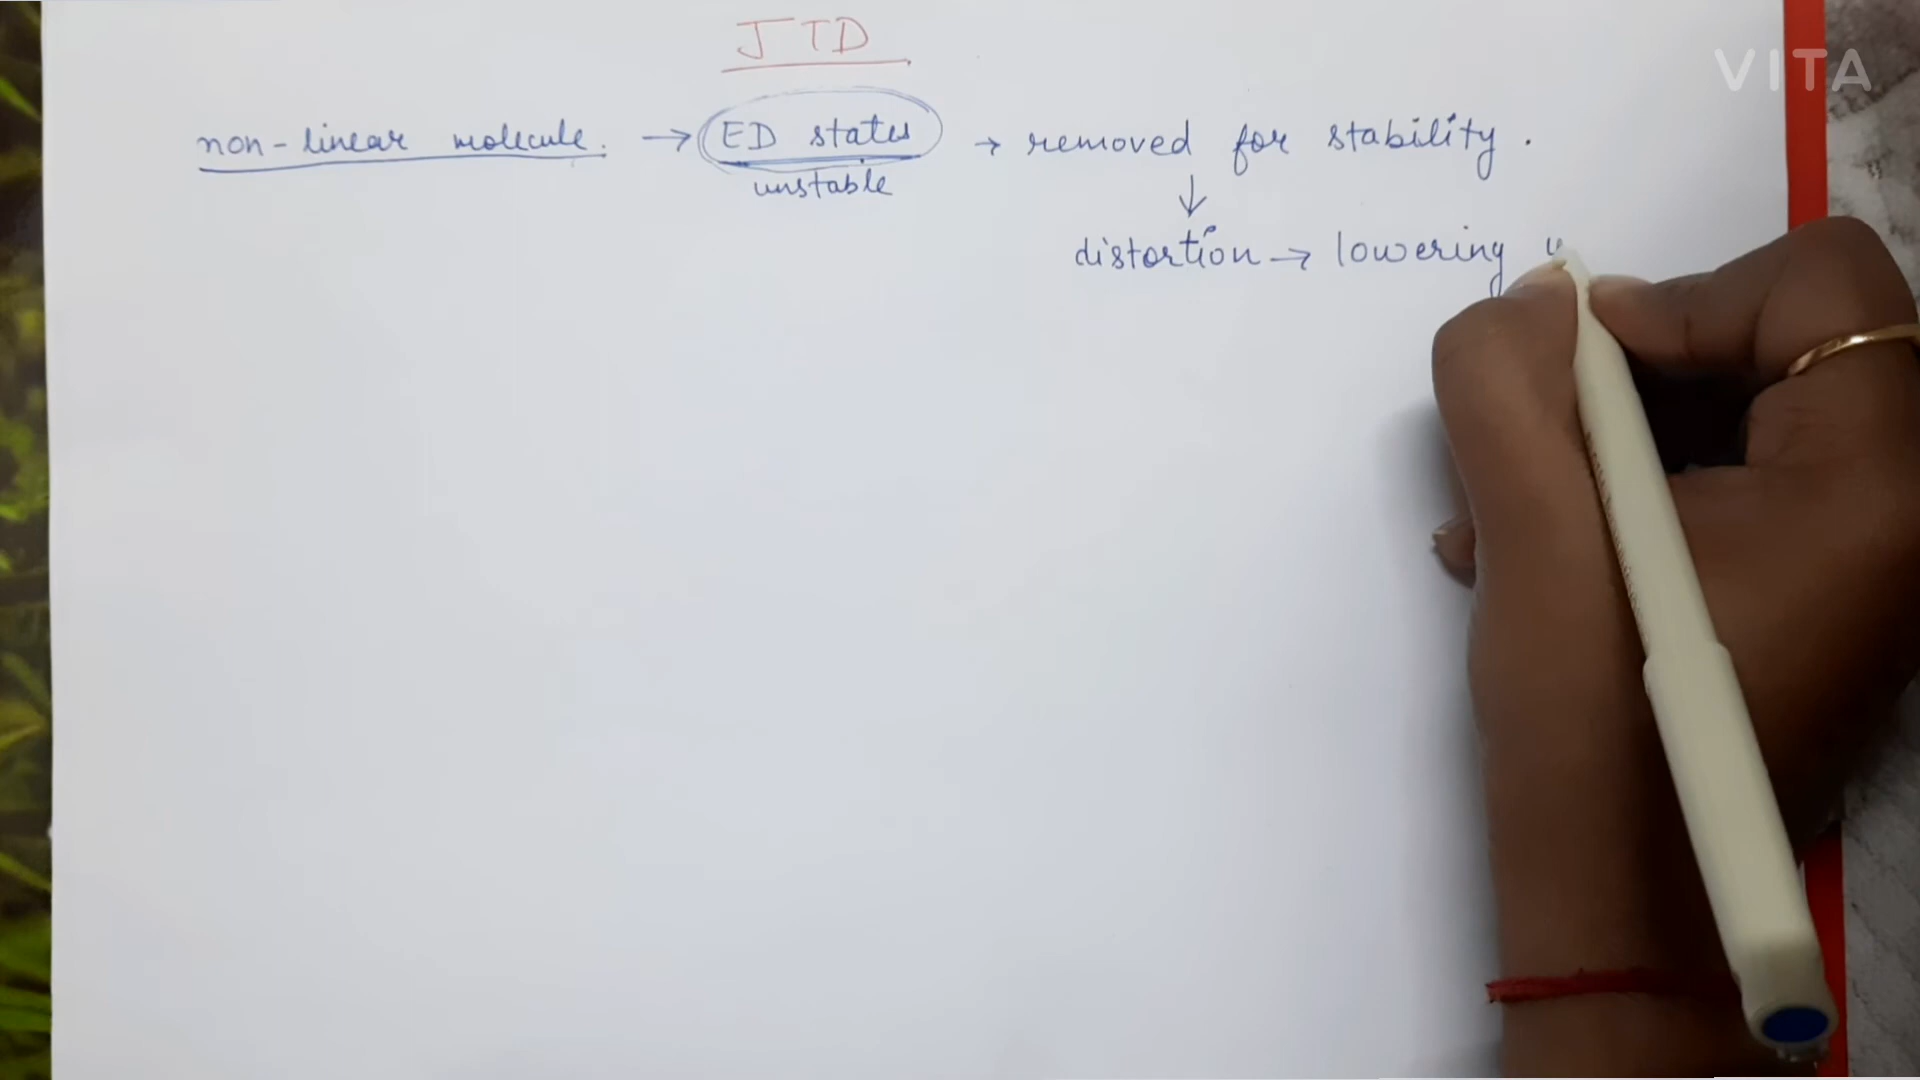 JTD
VITA
non-linear molecule. → ED states → removed for stability.
unstable
↓
distortion → lowering